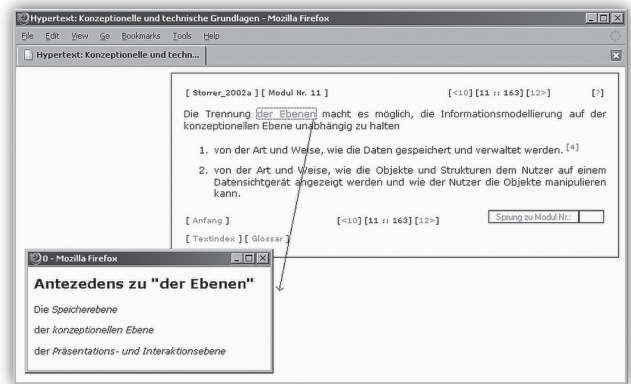 Hypertext: Konzeptionelle und technische Grundlagen - Mozilla Firefox
File Edit View Go Bookmarks Tools Help
Hypertext: Konzeptionelle und techn...
[ Storrer_2002a ] [ Modul Nr. 11 ] [<10] [11 :: 163] [12>] [?]
Die Trennung der Ebenen macht es möglich, die Informationsmodellierung auf der
konzeptionellen Ebene unabhängig zu halten
1. von der Art und Weise, wie die Daten gespeichert und verwaltet werden. [4]
2. von der Art und Weise, wie die Objekte und Strukturen dem Nutzer auf einem
Datensichtgerät angezeigt werden und wie der Nutzer die Objekte manipulieren
kann.
[ Anfang ] [<10] [11 :: 163] [12>] Sprung zu Modul Nr.:
[ Textindex ] [ Glossar ]
0 - Mozilla Firefox
Antezedens zu "der Ebenen"
Die Speicherebene
der konzeptionellen Ebene
der Präsentations- und Interaktionsebene